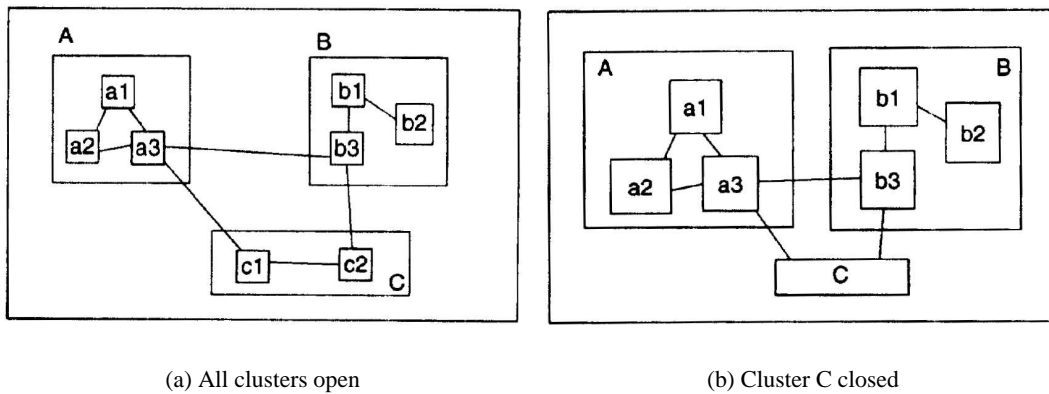 A
B
a1
b1
b2
a2
a3
b3
c1
c2
C
A
B
a1
b1
b2
a2
a3
b3
C
(a) All clusters open
(b) Cluster C closed